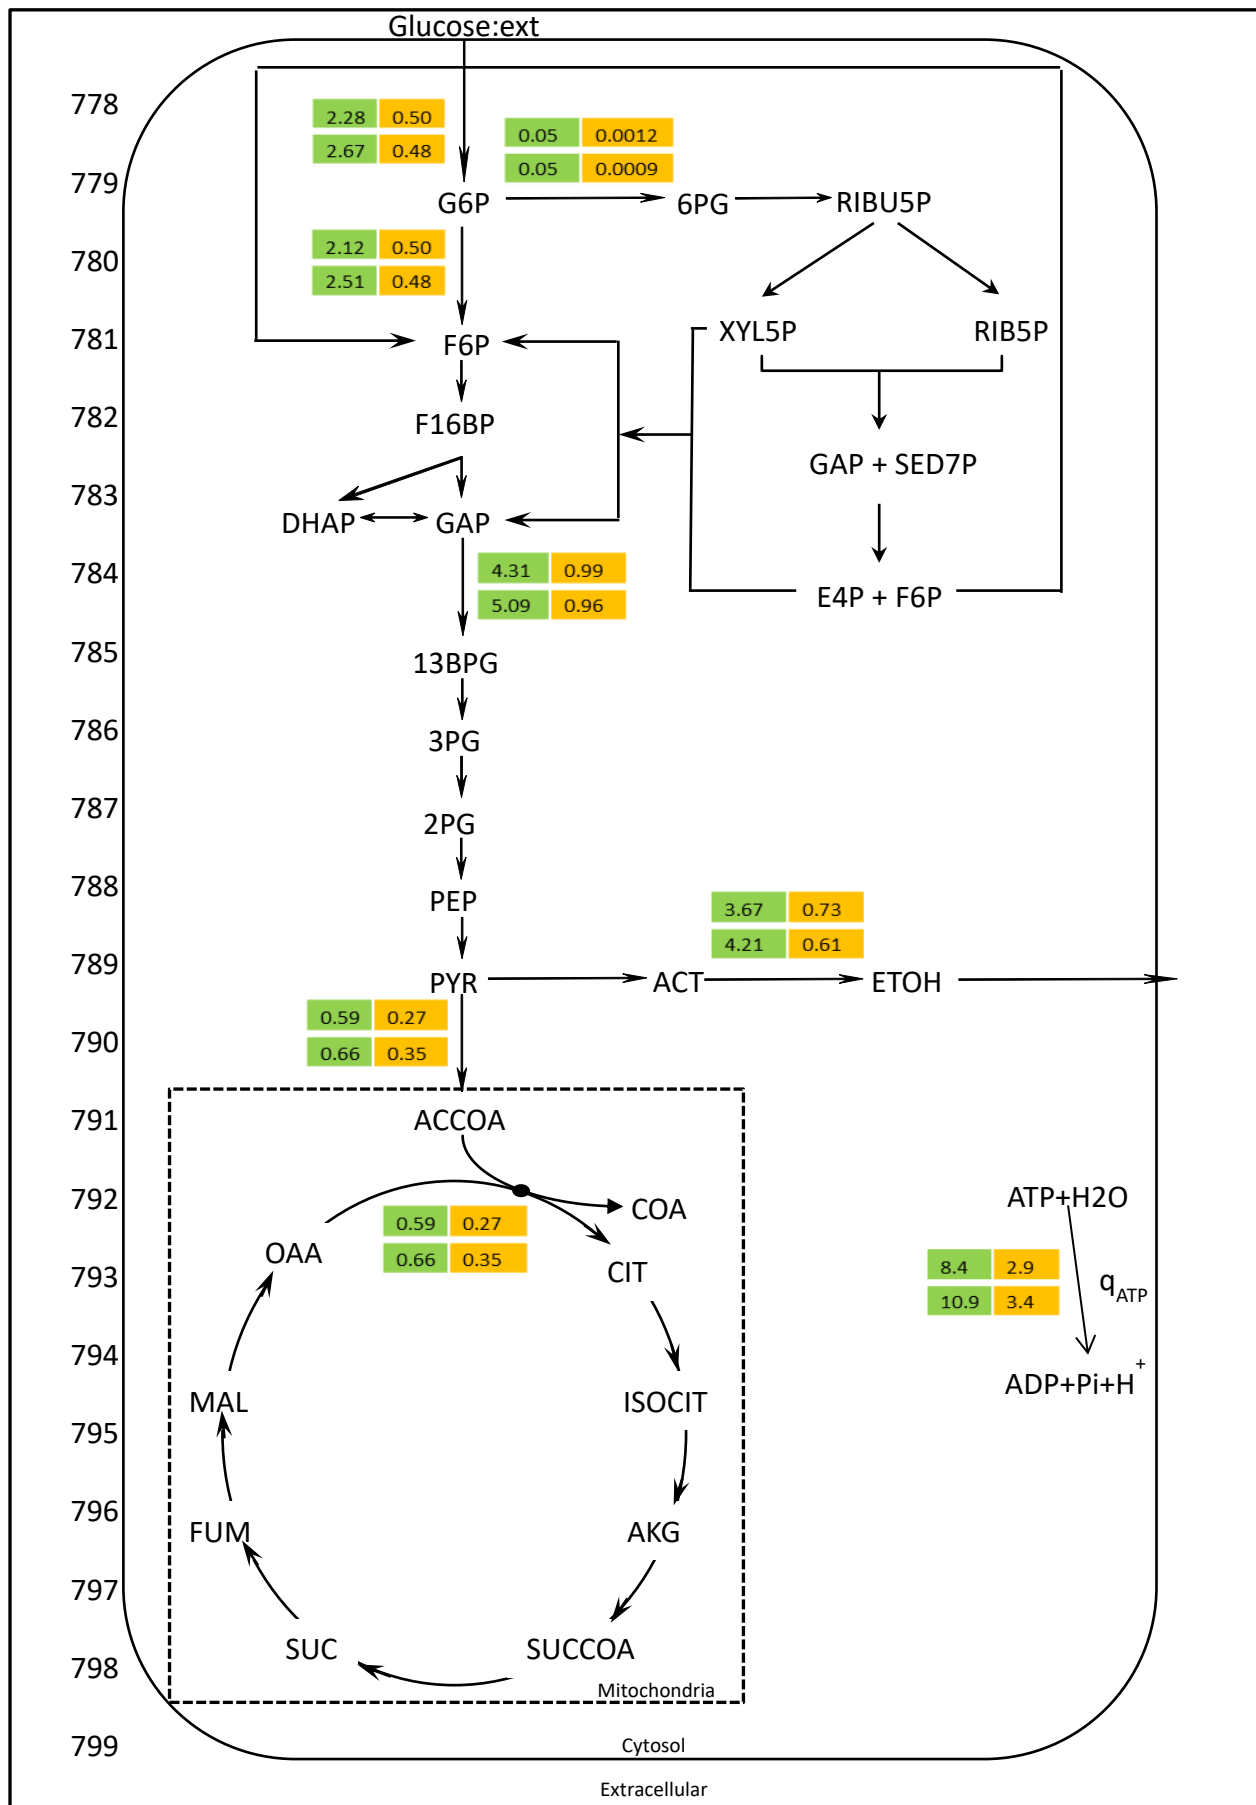 Glucose:ext
778
2.28 0.50
2.67 0.48
0.05 0.0012
0.05 0.0009
779
G6P
6PG
RIBU5P
2.12 0.50
2.51 0.48
780
781
F6P
XYL5P
RIB5P
782
F16BP
GAP + SED7P
783
DHAP
GAP
784
4.31 0.99
5.09 0.96
E4P + F6P
785
13BPG
786
3PG
787
2PG
788
PEP
3.67 0.73
4.21 0.61
789
PYR
ACT
ETOH
0.59 0.27
0.66 0.35
790
791
ACCOA
792
COA
ATP+H2O
0.59 0.27
0.66 0.35
OAA
793
CIT
8.4 2.9
10.9 3.4
qATP
794
ADP+Pi+H+
MAL
ISOCIT
795
796
FUM
AKG
797
SUC
SUCCOA
798
Mitochondria
799
Cytosol
Extracellular